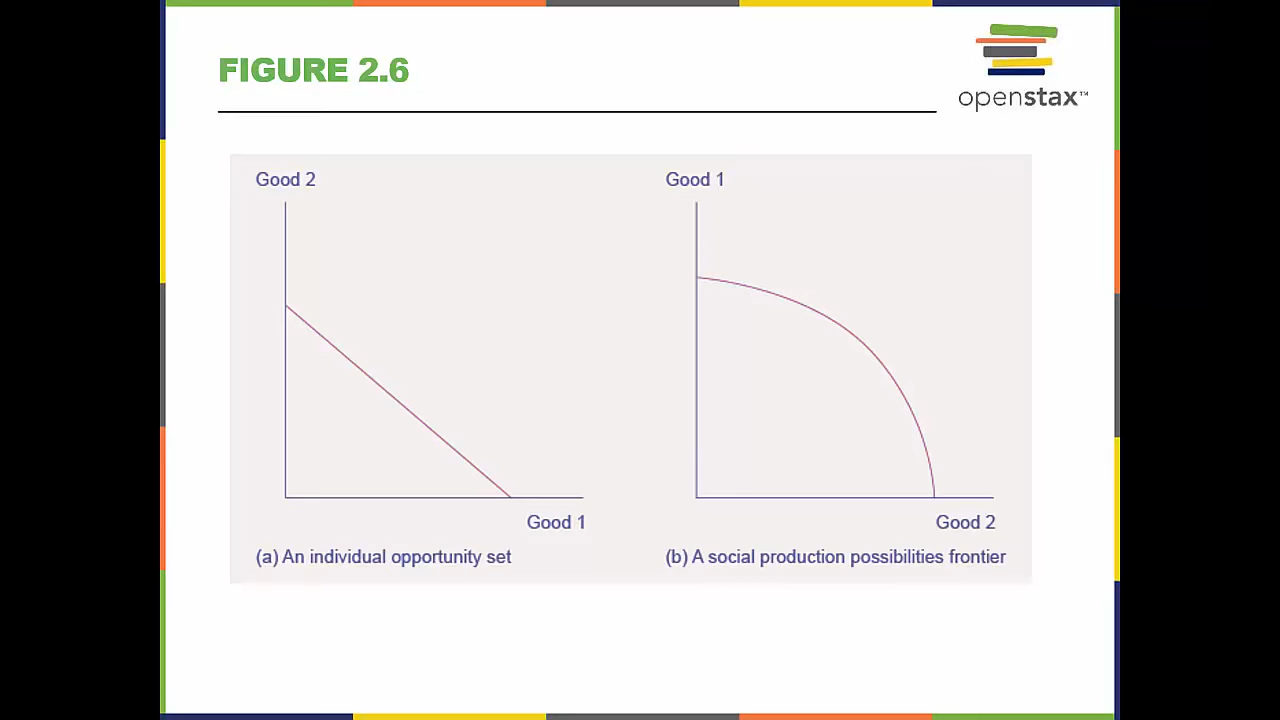 FIGURE 2.6
openstax™
Good 2
Good 1
(a) An individual opportunity set
Good 1
Good 2
(b) A social production possibilities frontier